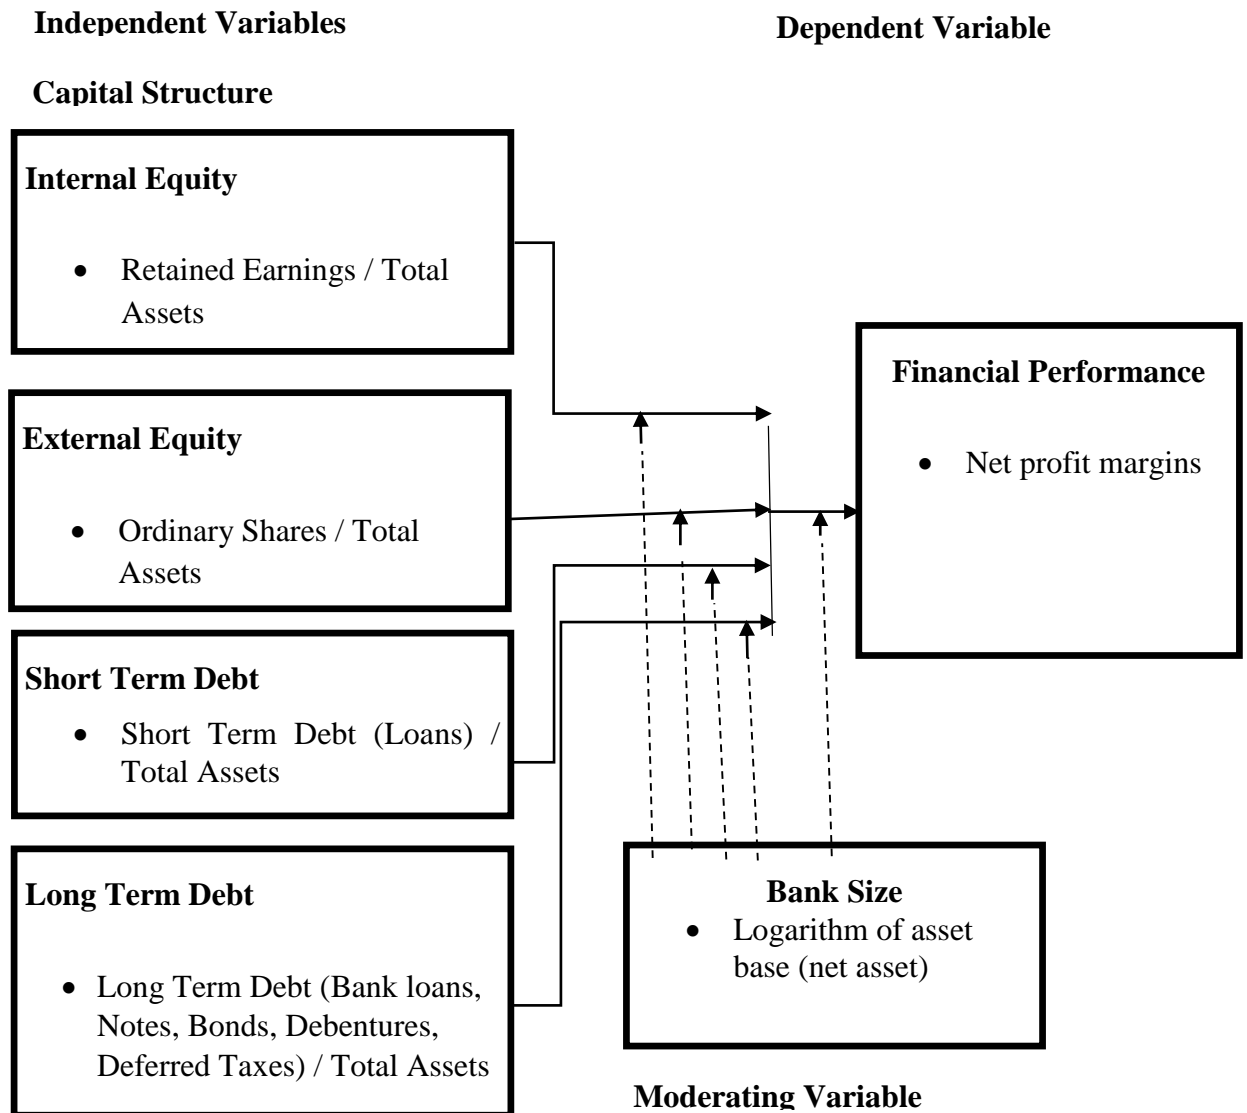 Independent Variables
Dependent Variable
Capital Structure
Internal Equity
• Retained Earnings / Total
Assets
External Equity
• Ordinary Shares / Total
Assets
Short Term Debt
• Short Term Debt (Loans) /
Total Assets
Long Term Debt
• Long Term Debt (Bank loans,
Notes, Bonds, Debentures,
Deferred Taxes) / Total Assets
Financial Performance
• Net profit margins
Bank Size
• Logarithm of asset
base (net asset)
Moderating Variable